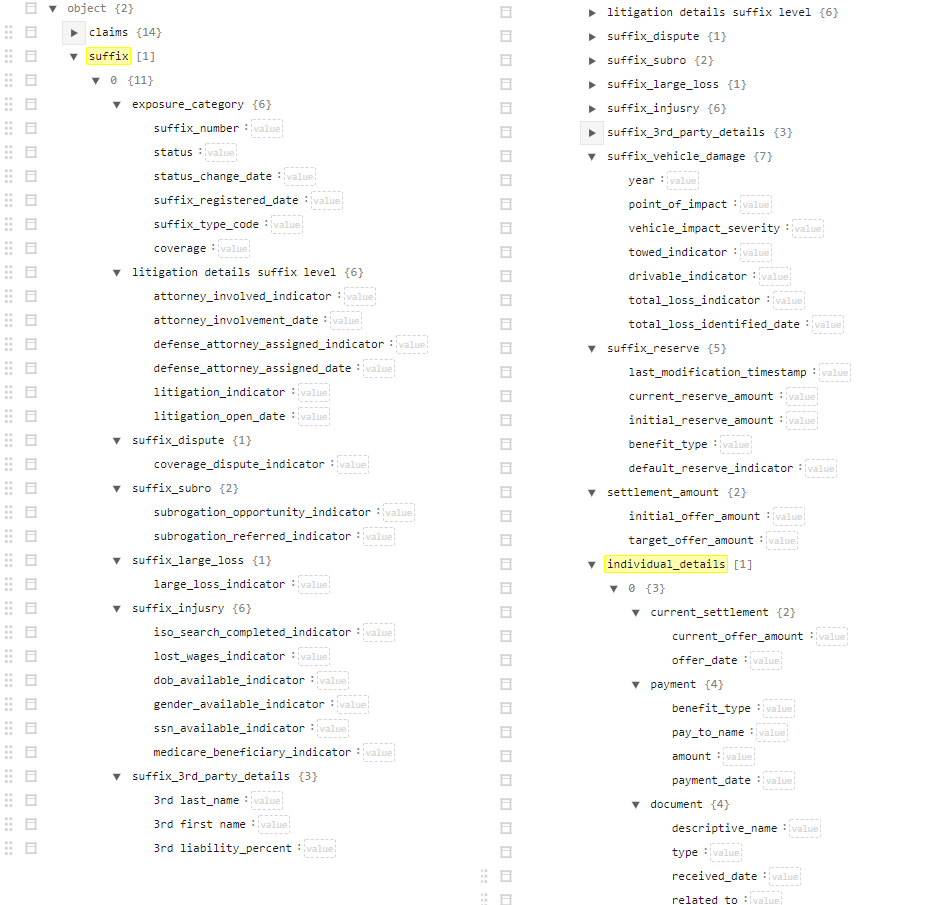 object {2}
claims {14}
suffix [1]
0 {11}
exposure_category {6}
suffix_number : value
status : value
status_change_date : value
suffix_registered_date : value
suffix_type_code : value
coverage : value
litigation details suffix level {6}
attorney_involved_indicator : value
attorney_involvement_date : value
defense_attorney_assigned_indicator : value
defense_attorney_assigned_date : value
litigation_indicator : value
litigation_open_date : value
suffix_dispute {1}
coverage_dispute_indicator : value
suffix_subro {2}
subrogation_opportunity_indicator : value
subrogation_referred_indicator : value
suffix_large_loss {1}
large_loss_indicator : value
suffix_injusry {6}
iso_search_completed_indicator : value
lost_wages_indicator : value
dob_available_indicator : value
gender_available_indicator : value
ssn_available_indicator : value
medicare_beneficiary_indicator : value
suffix_3rd_party_details {3}
3rd last_name : value
3rd first name : value
3rd liability_percent : value
litigation details suffix level {6}
suffix_dispute {1}
suffix_subro {2}
suffix_large_loss {1}
suffix_injusry {6}
suffix_3rd_party_details {3}
suffix_vehicle_damage {7}
year : value
point_of_impact : value
vehicle_impact_severity : value
towed_indicator : value
drivable_indicator : value
total_loss_indicator : value
total_loss_identified_date : value
suffix_reserve {5}
last_modification_timestamp : value
current_reserve_amount : value
initial_reserve_amount : value
benefit_type : value
default_reserve_indicator : value
settlement_amount {2}
initial_offer_amount : value
target_offer_amount : value
individual_details [1]
0 {3}
current_settlement {2}
current_offer_amount : value
offer_date : value
payment {4}
benefit_type : value
pay_to_name : value
amount : value
payment_date : value
document {4}
descriptive_name : value
type : value
received_date : value
related to : value